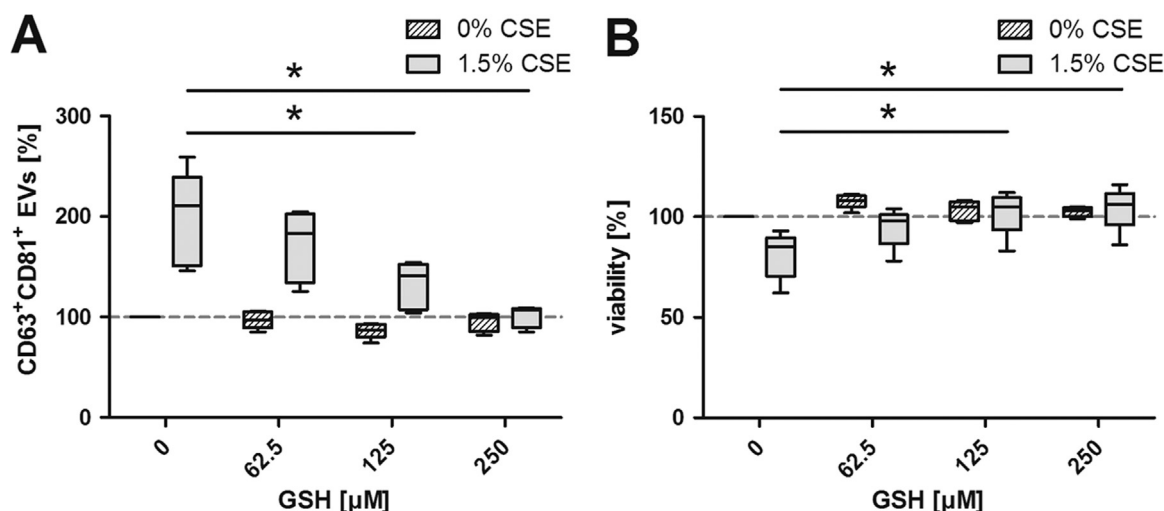 A
0% CSE
1.5% CSE
*
*
CD63+CD81+ EVs [%]
300
200
100
0
0
62.5
125
250
GSH [µM]
B
0% CSE
1.5% CSE
*
*
viability [%]
150
100
50
0
0
62.5
125
250
GSH [µM]